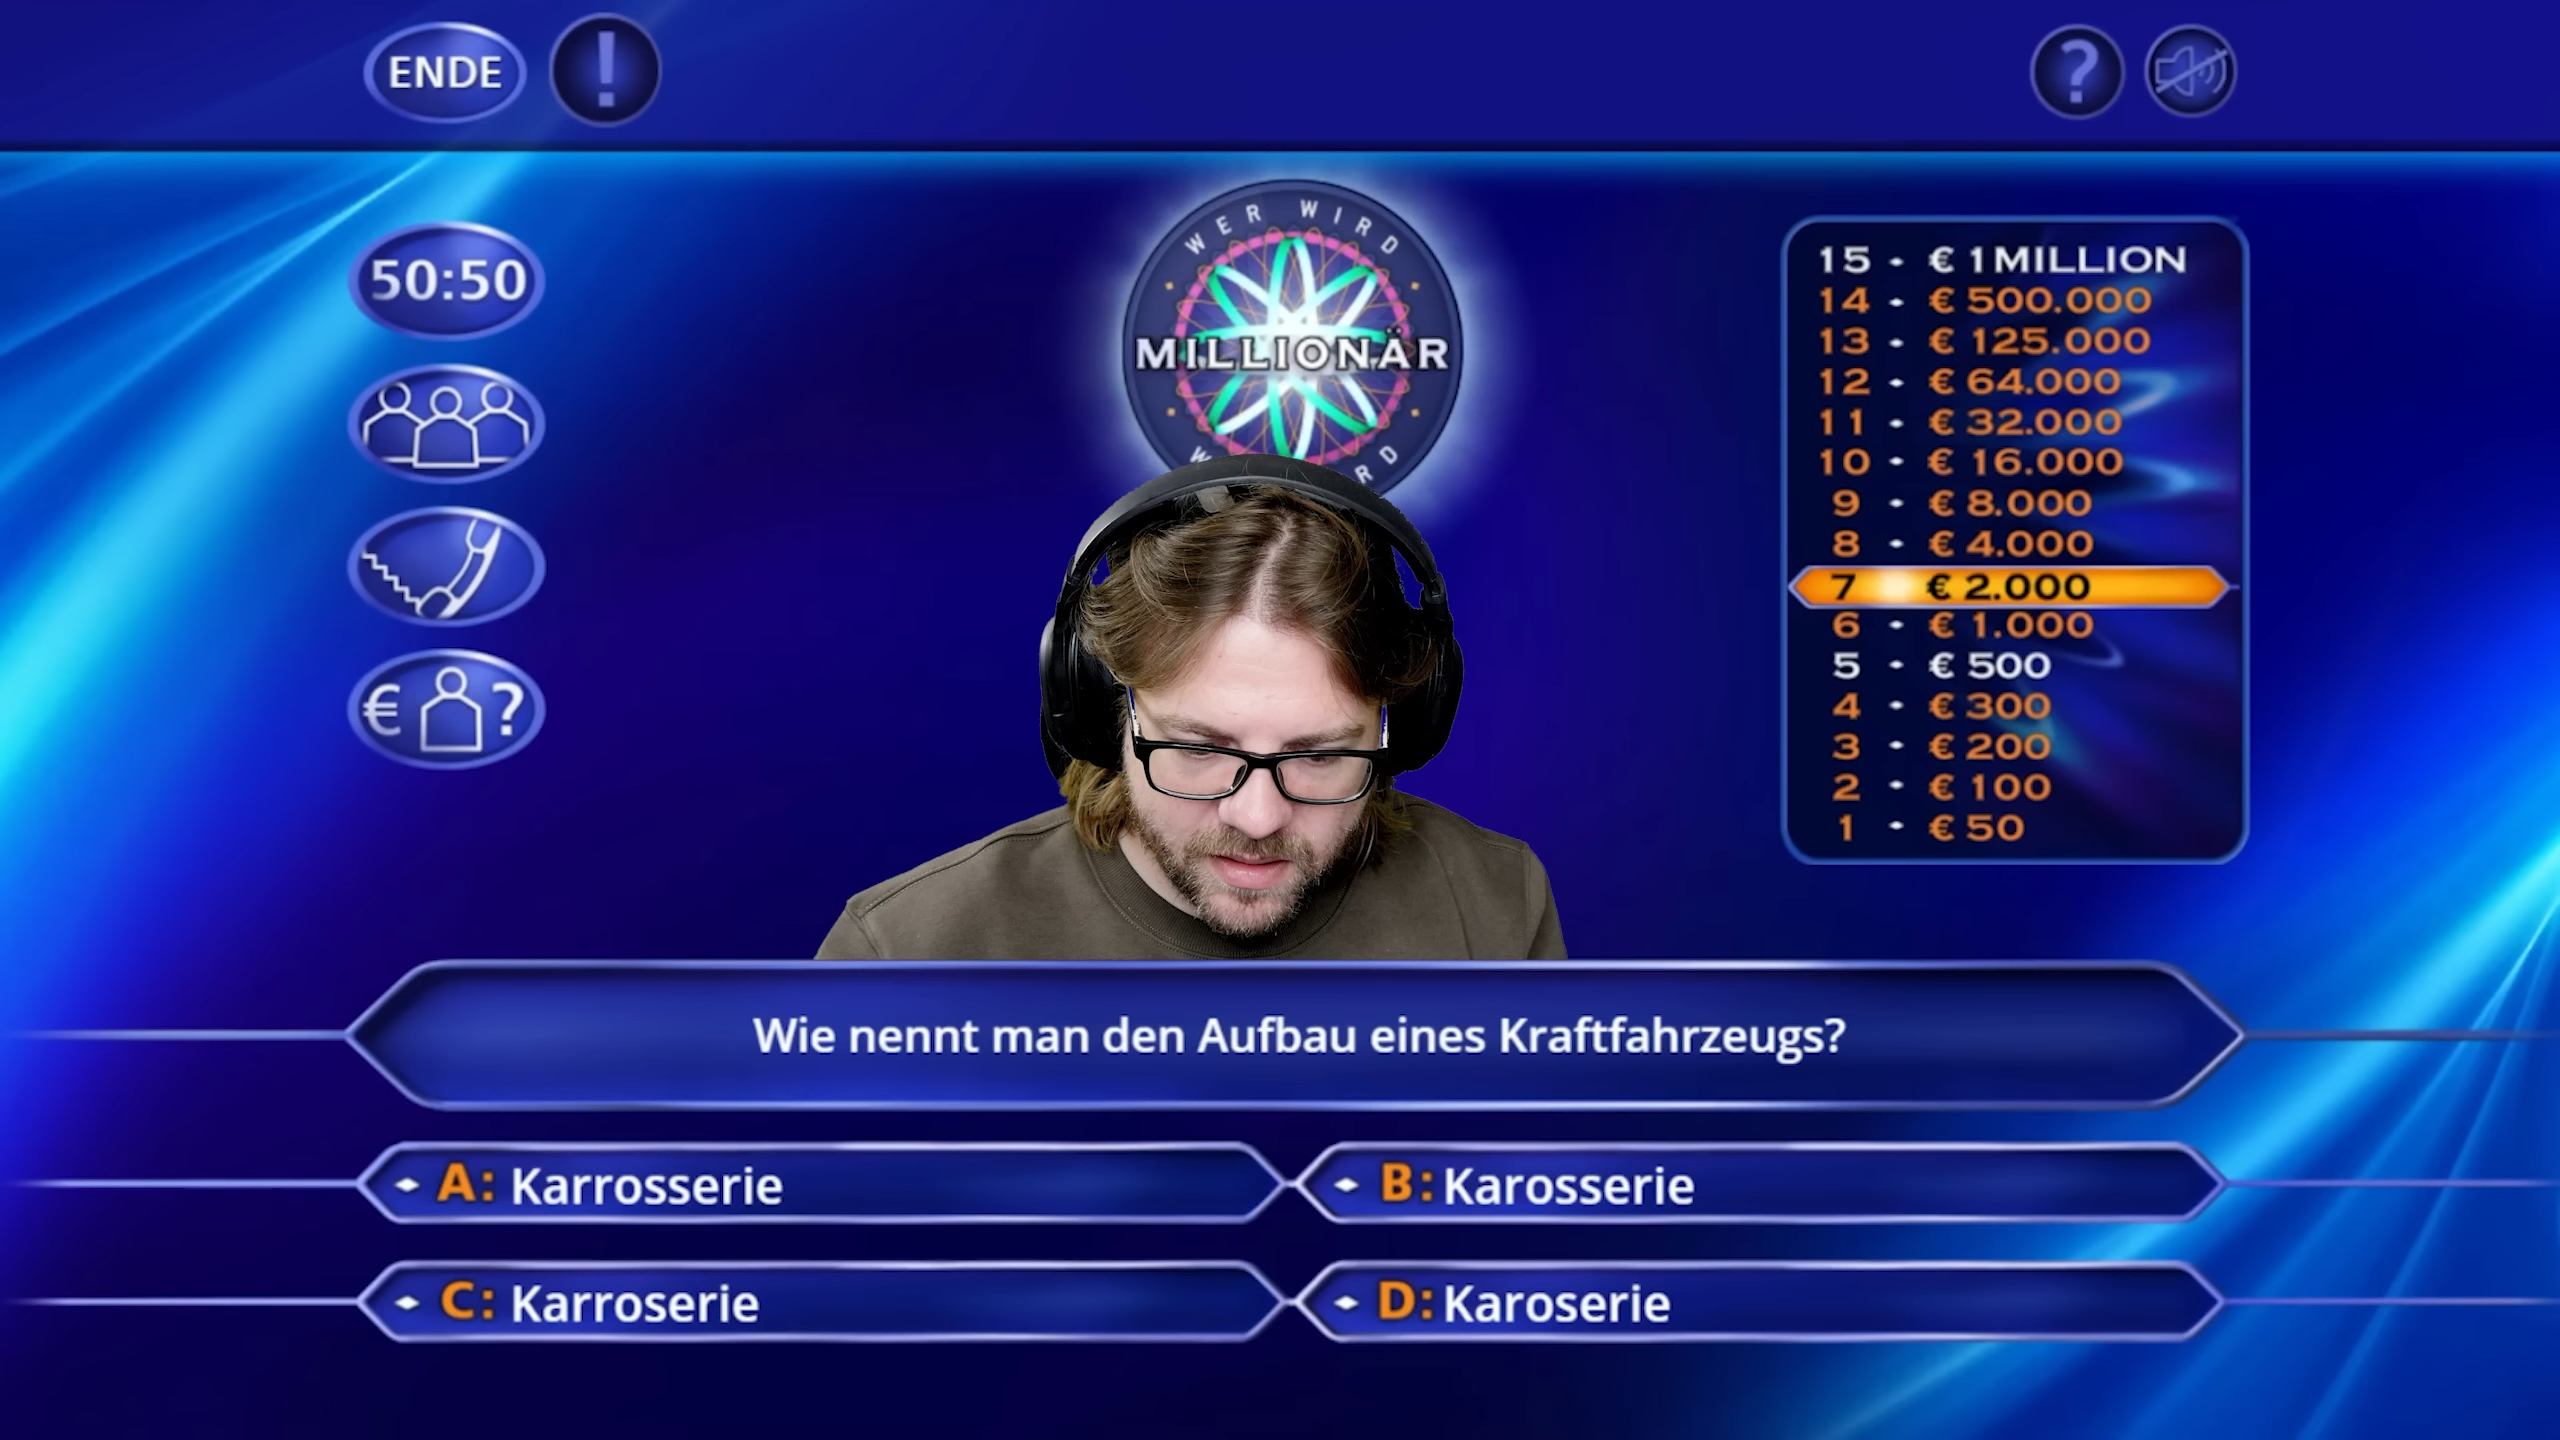 ENDE
!
?
WER WIRD
MILLIONÄR
50:50
€ ?
15 • € 1 MILLION
14 • € 500.000
13 • € 125.000
12 • € 64.000
11 • € 32.000
10 • € 16.000
9 • € 8.000
8 • € 4.000
7 € 2.000
6 • € 1.000
5 • € 500
4 • € 300
3 • € 200
2 • € 100
1 • € 50
Wie nennt man den Aufbau eines Kraftfahrzeugs?
A: Karrosserie
B: Karosserie
C: Karroserie
D: Karoserie